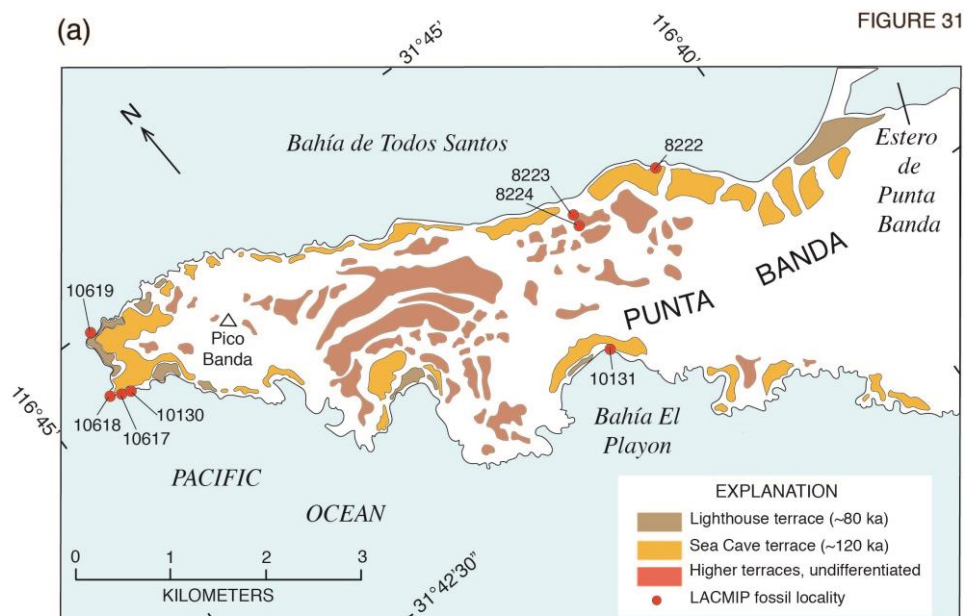 (a)
FIGURE 31
31°45'
116°40'
N
Bahía de Todos Santos
Estero
de
Punta
Banda
8222
8223
8224
PUNTA BANDA
10619
Pico
Banda
10131
10618
10617
10130
116°45'
Bahía El
Playon
PACIFIC
OCEAN
31°42'30"
0 1 2 3
KILOMETERS
EXPLANATION
Lighthouse terrace (~80 ka)
Sea Cave terrace (~120 ka)
Higher terraces, undifferentiated
LACMIP fossil locality